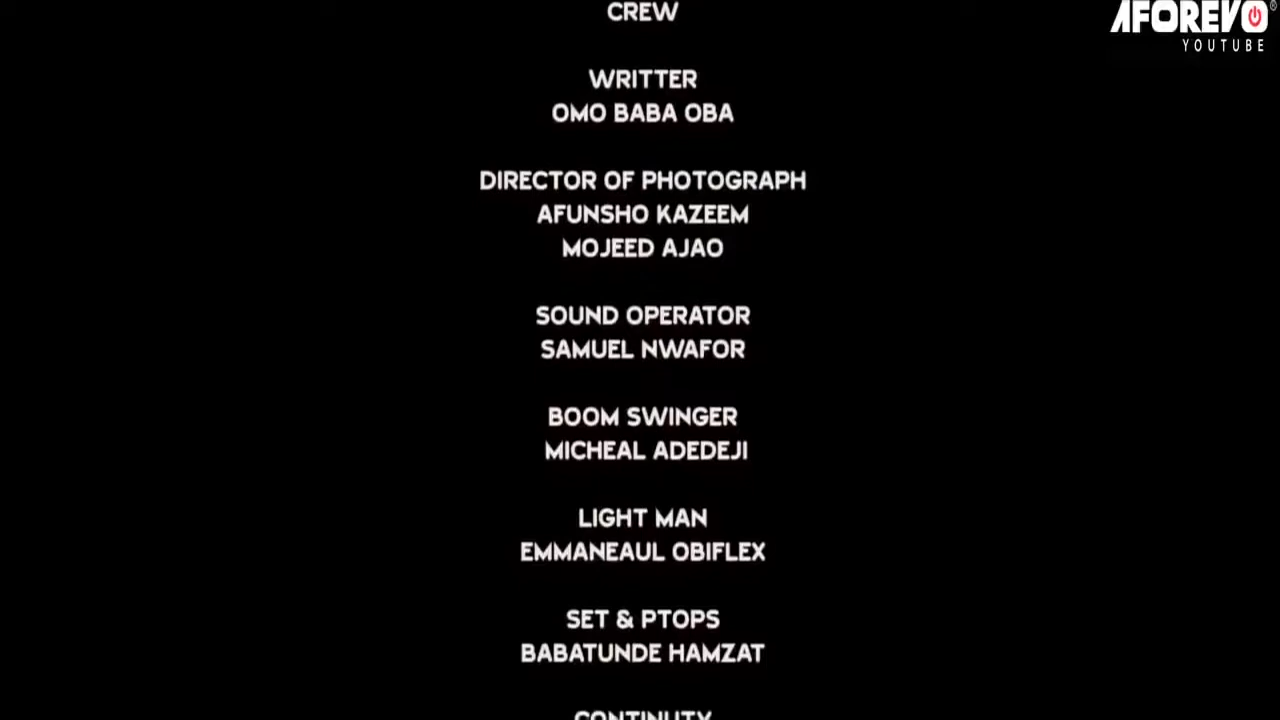 CREW
AFOREVO®
YOUTUBE
WRITTER
OMO BABA OBA
DIRECTOR OF PHOTOGRAPH
AFUNSHO KAZEEM
MOJEED AJAO
SOUND OPERATOR
SAMUEL NWAFOR
BOOM SWINGER
MICHEAL ADEDEJI
LIGHT MAN
EMMANEAUL OBIFLEX
SET & PTOPS
BABATUNDE HAMZAT
CONTINUITY